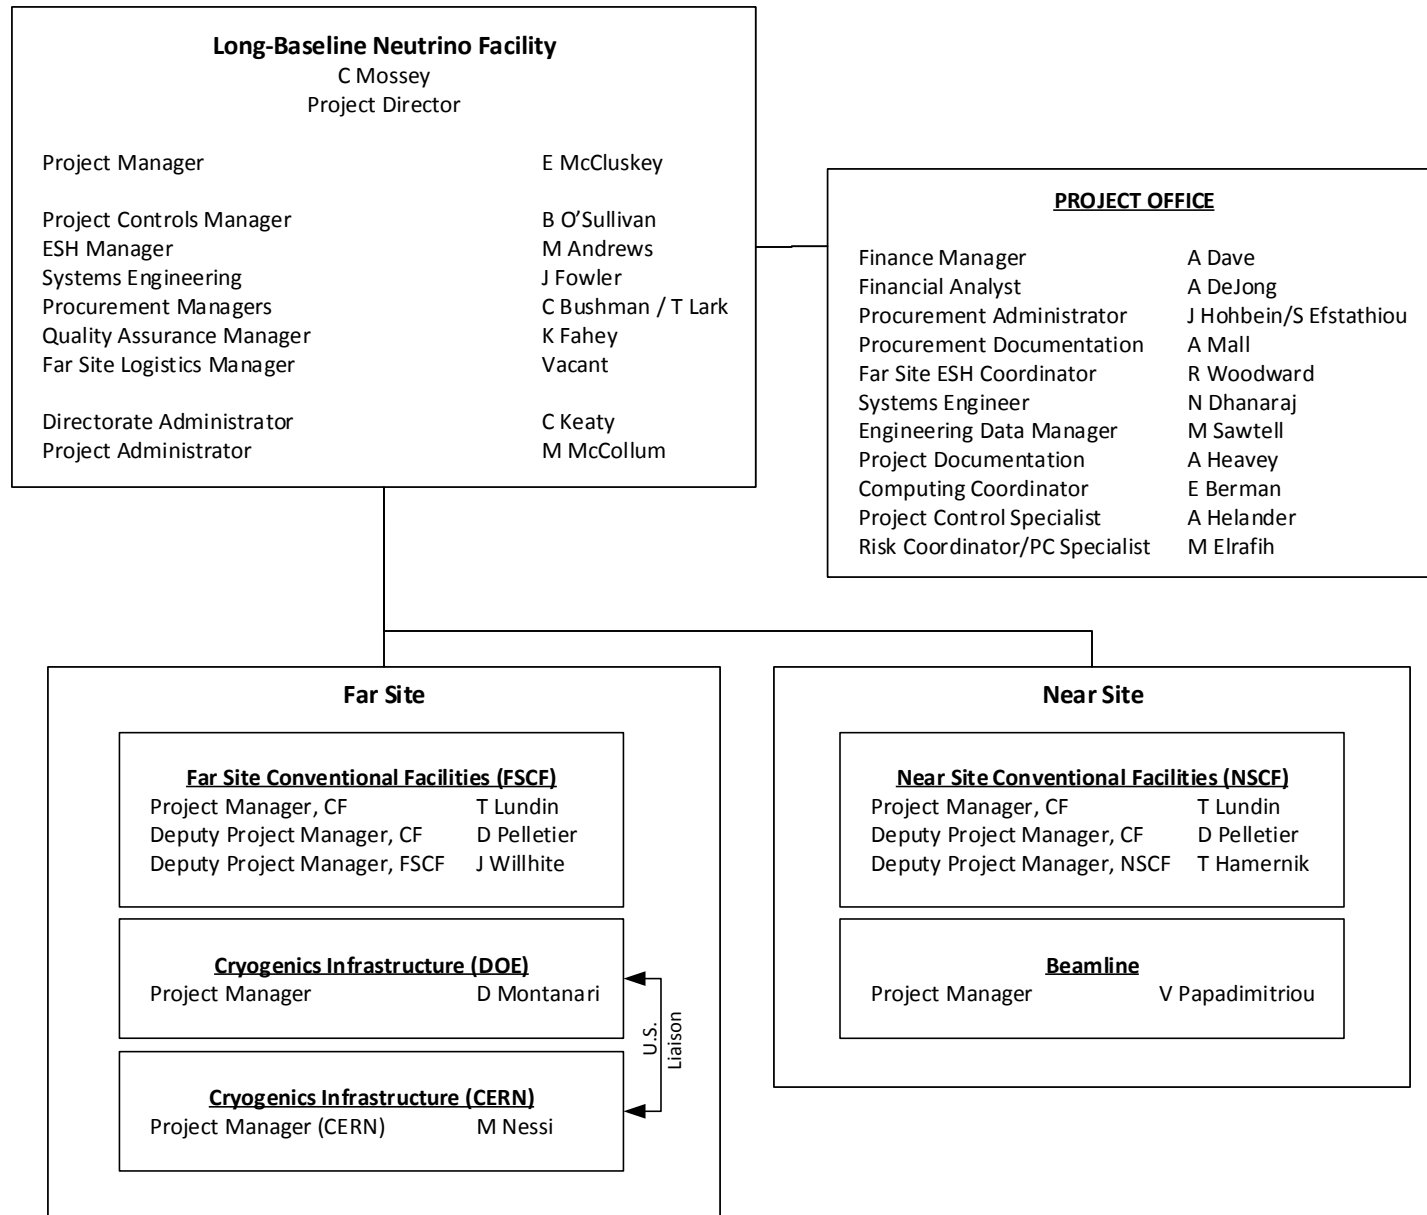 Long-Baseline Neutrino Facility
C Mossey
Project Director
Project Manager E McCluskey
Project Controls Manager B O’Sullivan
ESH Manager M Andrews
Systems Engineering J Fowler
Procurement Managers C Bushman / T Lark
Quality Assurance Manager K Fahey
Far Site Logistics Manager Vacant
Directorate Administrator C Keaty
Project Administrator M McCollum
PROJECT OFFICE
Finance Manager A Dave
Financial Analyst A DeJong
Procurement Administrator J Hohbein/S Efstathiou
Procurement Documentation A Mall
Far Site ESH Coordinator R Woodward
Systems Engineer N Dhanaraj
Engineering Data Manager M Sawtell
Project Documentation A Heavey
Computing Coordinator E Berman
Project Control Specialist A Helander
Risk Coordinator/PC Specialist M Elrafih
Far Site
Far Site Conventional Facilities (FSCF)
Project Manager, CF T Lundin
Deputy Project Manager, CF D Pelletier
Deputy Project Manager, FSCF J Willhite
Cryogenics Infrastructure (DOE)
Project Manager D Montanari
U.S.
Liaison
Cryogenics Infrastructure (CERN)
Project Manager (CERN) M Nessi
Near Site
Near Site Conventional Facilities (NSCF)
Project Manager, CF T Lundin
Deputy Project Manager, CF D Pelletier
Deputy Project Manager, NSCF T Hamernik
Beamline
Project Manager V Papadimitriou